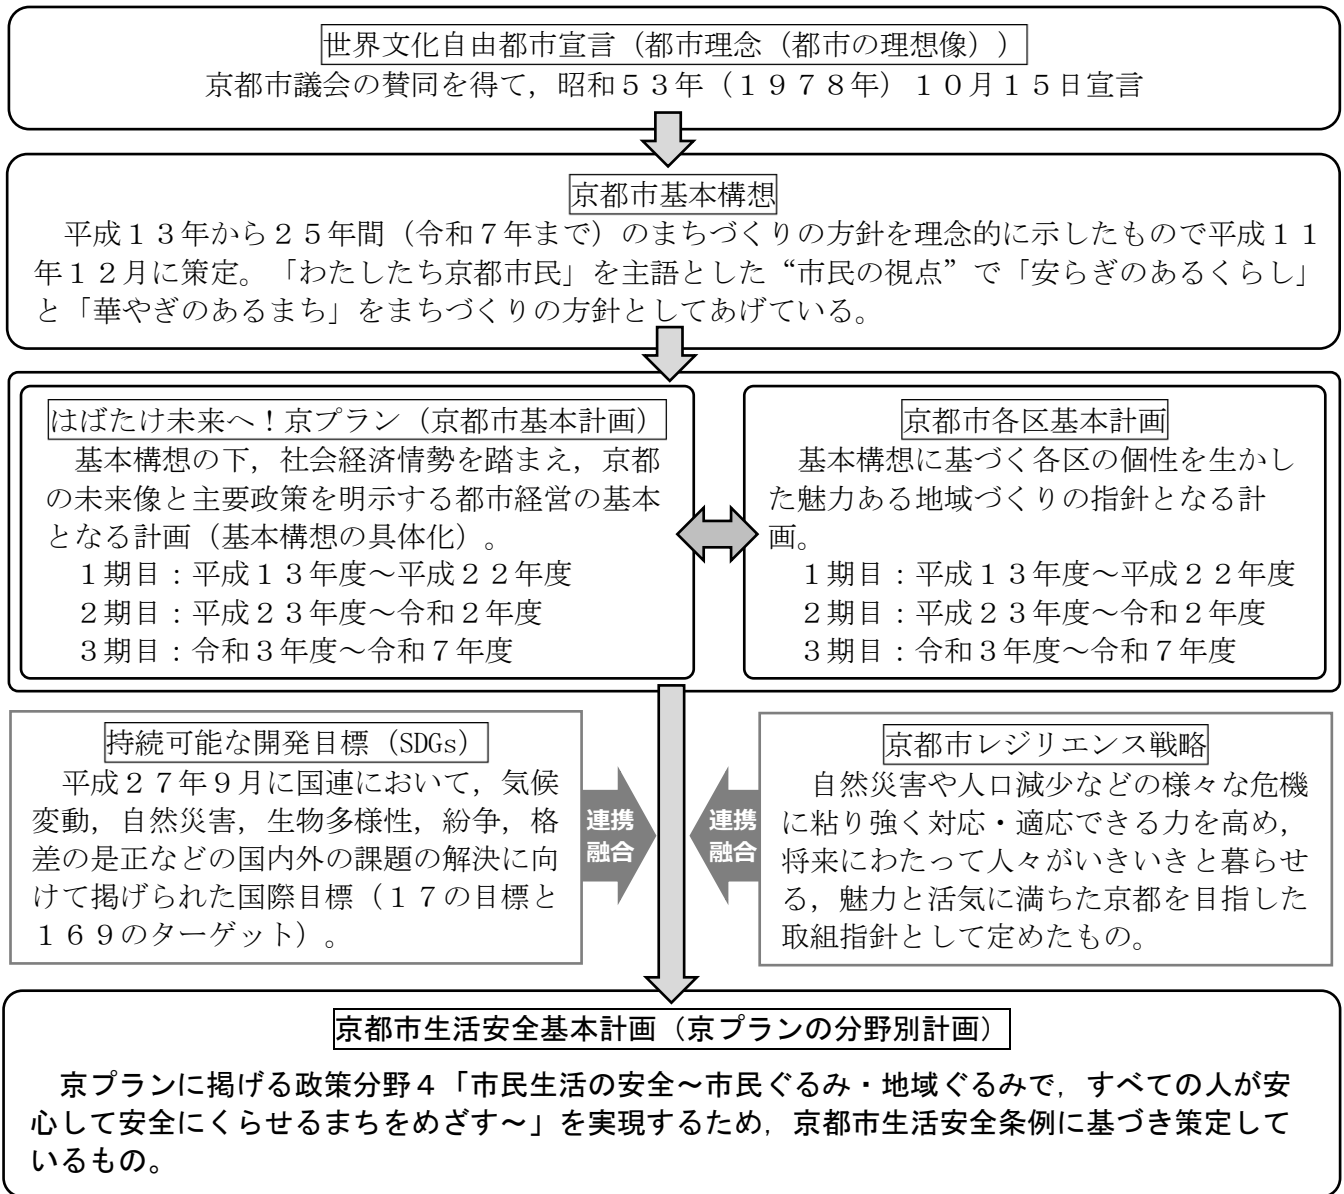 世界文化自由都市宣言（都市理念（都市の理想像））
京都市議会の賛同を得て，昭和５３年（１９７８年）１０月１５日宣言
京都市基本構想
平成１３年から２５年間（令和７年まで）のまちづくりの方針を理念的に示したもので平成１１
年１２月に策定。「わたしたち京都市民」を主語とした“市民の視点”で「安らぎのあるくらし」
と「華やぎのあるまち」をまちづくりの方針としてあげている。
はばたけ未来へ！京プラン（京都市基本計画）
基本構想の下，社会経済情勢を踏まえ，京都
の未来像と主要政策を明示する都市経営の基本
となる計画（基本構想の具体化）。
１期目：平成１３年度～平成２２年度
２期目：平成２３年度～令和２年度
３期目：令和３年度～令和７年度
京都市各区基本計画
基本構想に基づく各区の個性を生かし
た魅力ある地域づくりの指針となる計
画。
１期目：平成１３年度～平成２２年度
２期目：平成２３年度～令和２年度
３期目：令和３年度～令和７年度
持続可能な開発目標（SDGs）
平成２７年９月に国連において，気候
変動，自然災害，生物多様性，紛争，格
差の是正などの国内外の課題の解決に向
けて掲げられた国際目標（１７の目標と
１６９のターゲット）。
連携
融合
連携
融合
京都市レジリエンス戦略
自然災害や人口減少などの様々な危機
に粘り強く対応・適応できる力を高め，
将来にわたって人々がいきいきと暮らせ
る，魅力と活気に満ちた京都を目指した
取組指針として定めたもの。
京都市生活安全基本計画（京プランの分野別計画）
京プランに掲げる政策分野４「市民生活の安全～市民ぐるみ・地域ぐるみで，すべての人が安
心して安全にくらせるまちをめざす～」を実現するため，京都市生活安全条例に基づき策定して
いるもの。